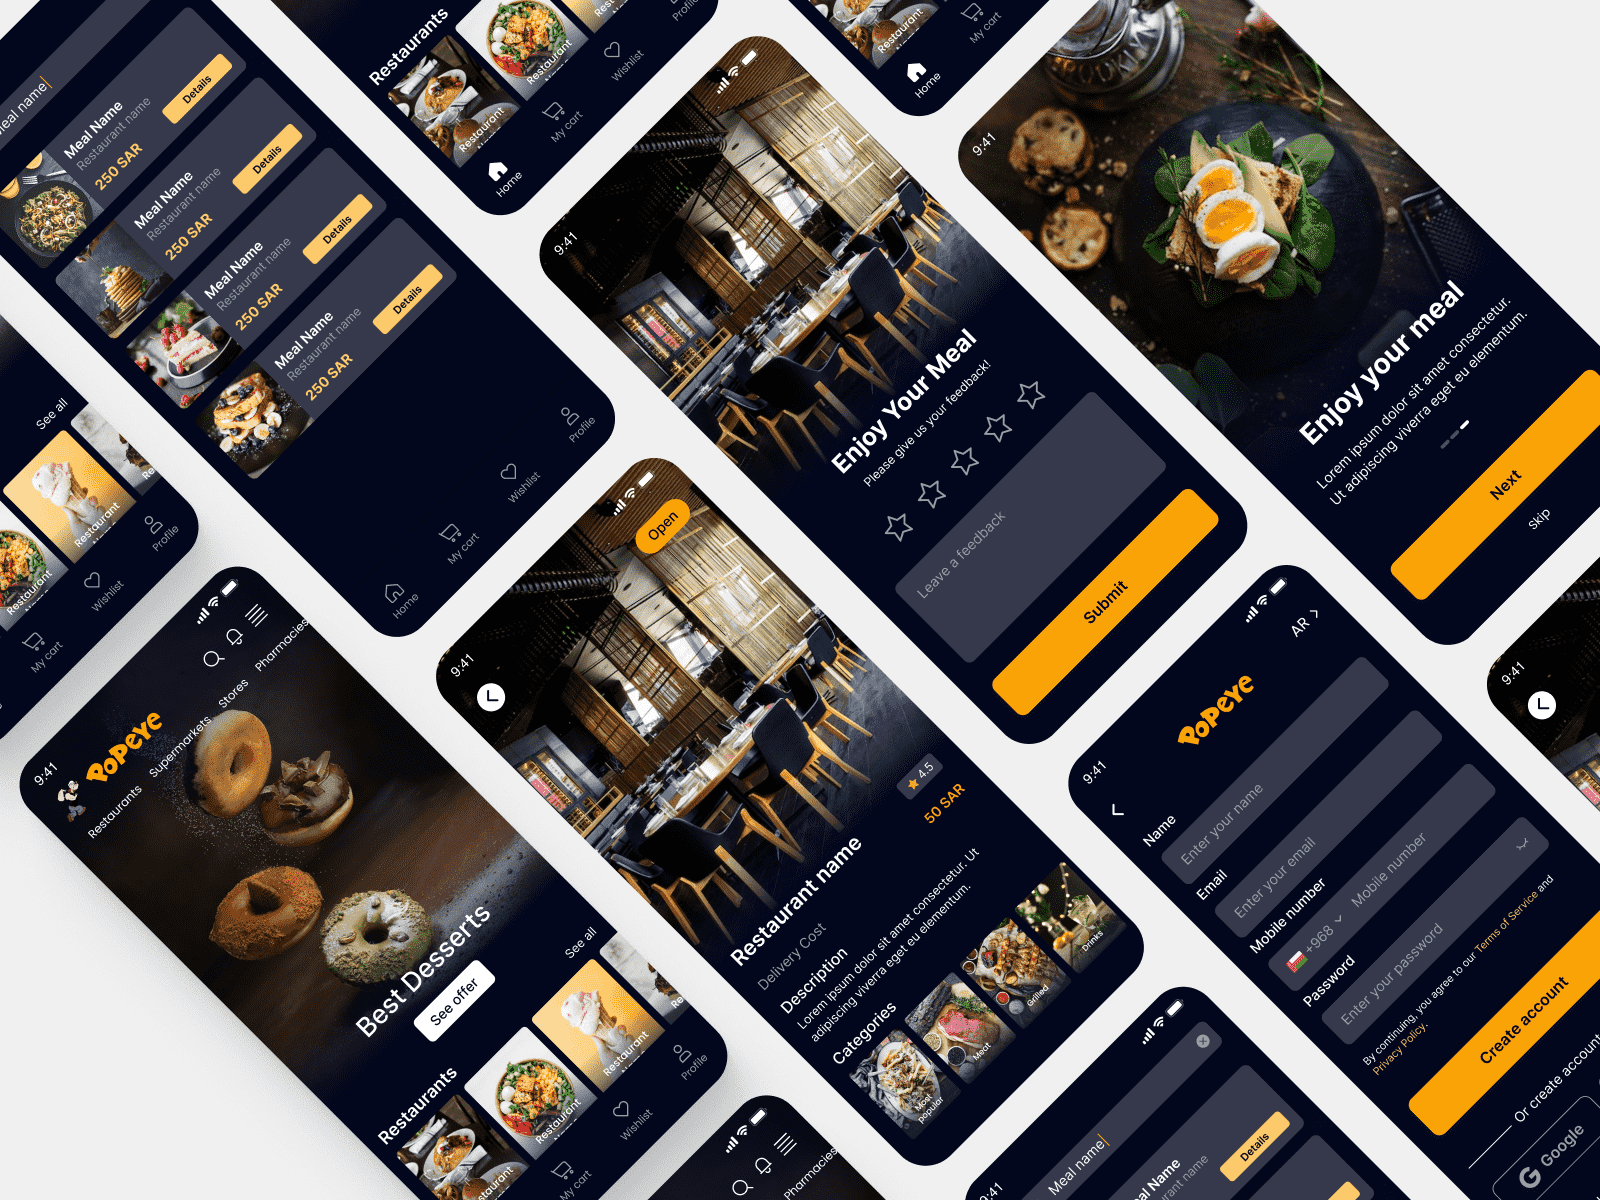 Meal name
Meal Name
Restaurant name
250 SAR
Details
Meal Name
Restaurant name
250 SAR
Details
Meal Name
Restaurant name
250 SAR
Details
Meal Name
Restaurant name
250 SAR
Details
Home
My cart
Wishlist
Profile
Restaurants
Restaurant
Restaurant
Home
My cart
Wishlist
Profile
Restaurant
Home
My cart
9:41
Enjoy Your Meal
Please give us your feedback!
Leave a feedback
Submit
9:41
Enjoy your meal
Lorem ipsum dolor sit amet consectetur.
Ut adipiscing viverra eget eu elementum.
Next
skip
See all
Restaurant
Restaurant
Re
My cart
Wishlist
Profile
9:41
POPEYE
Restaurants
Supermarkets
Stores
Pharmacies
Best Desserts
See offer
See all
Restaurants
Restaurant
Restaurant
Restaurant
Re
My cart
Wishlist
Profile
9:41
Open
4.5
Restaurant name
50 SAR
Delivery Cost
Description
Lorem ipsum dolor sit amet consectetur. Ut
adipiscing viverra eget eu elementum.
Categories
Most
popular
Meat
Grilled
Drinks
9:41
AR
POPEYE
Name
Enter your name
Email
Enter your email
Mobile number
+968
Mobile number
Password
Enter your password
By continuing, you agree to our Terms of Service and
Privacy Policy.
Create account
Or create account
Google
9:41
9:41
Meal name
Meal Name
Restaurant name
Details
Pharmacies